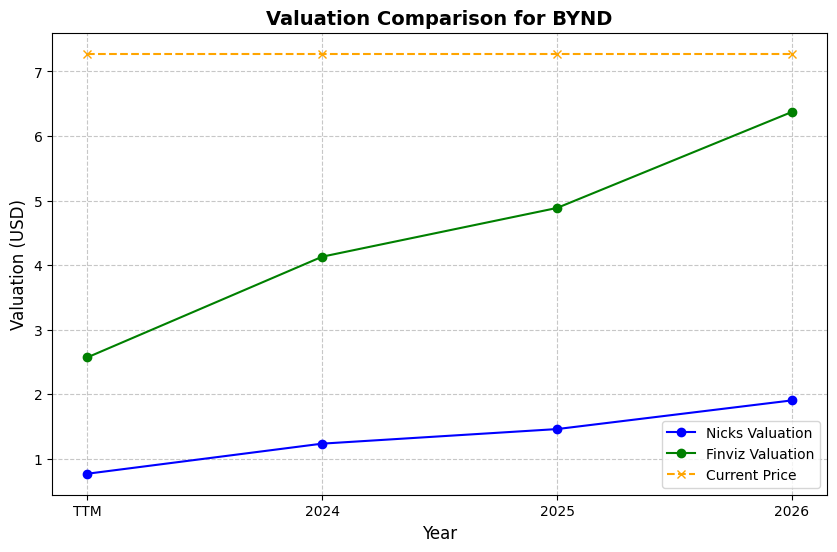 Valuation Comparison for BYND
Valuation (USD)
7
6
5
4
3
2
1
TTM
2024
2025
2026
Year
Nicks Valuation
Finviz Valuation
Current Price